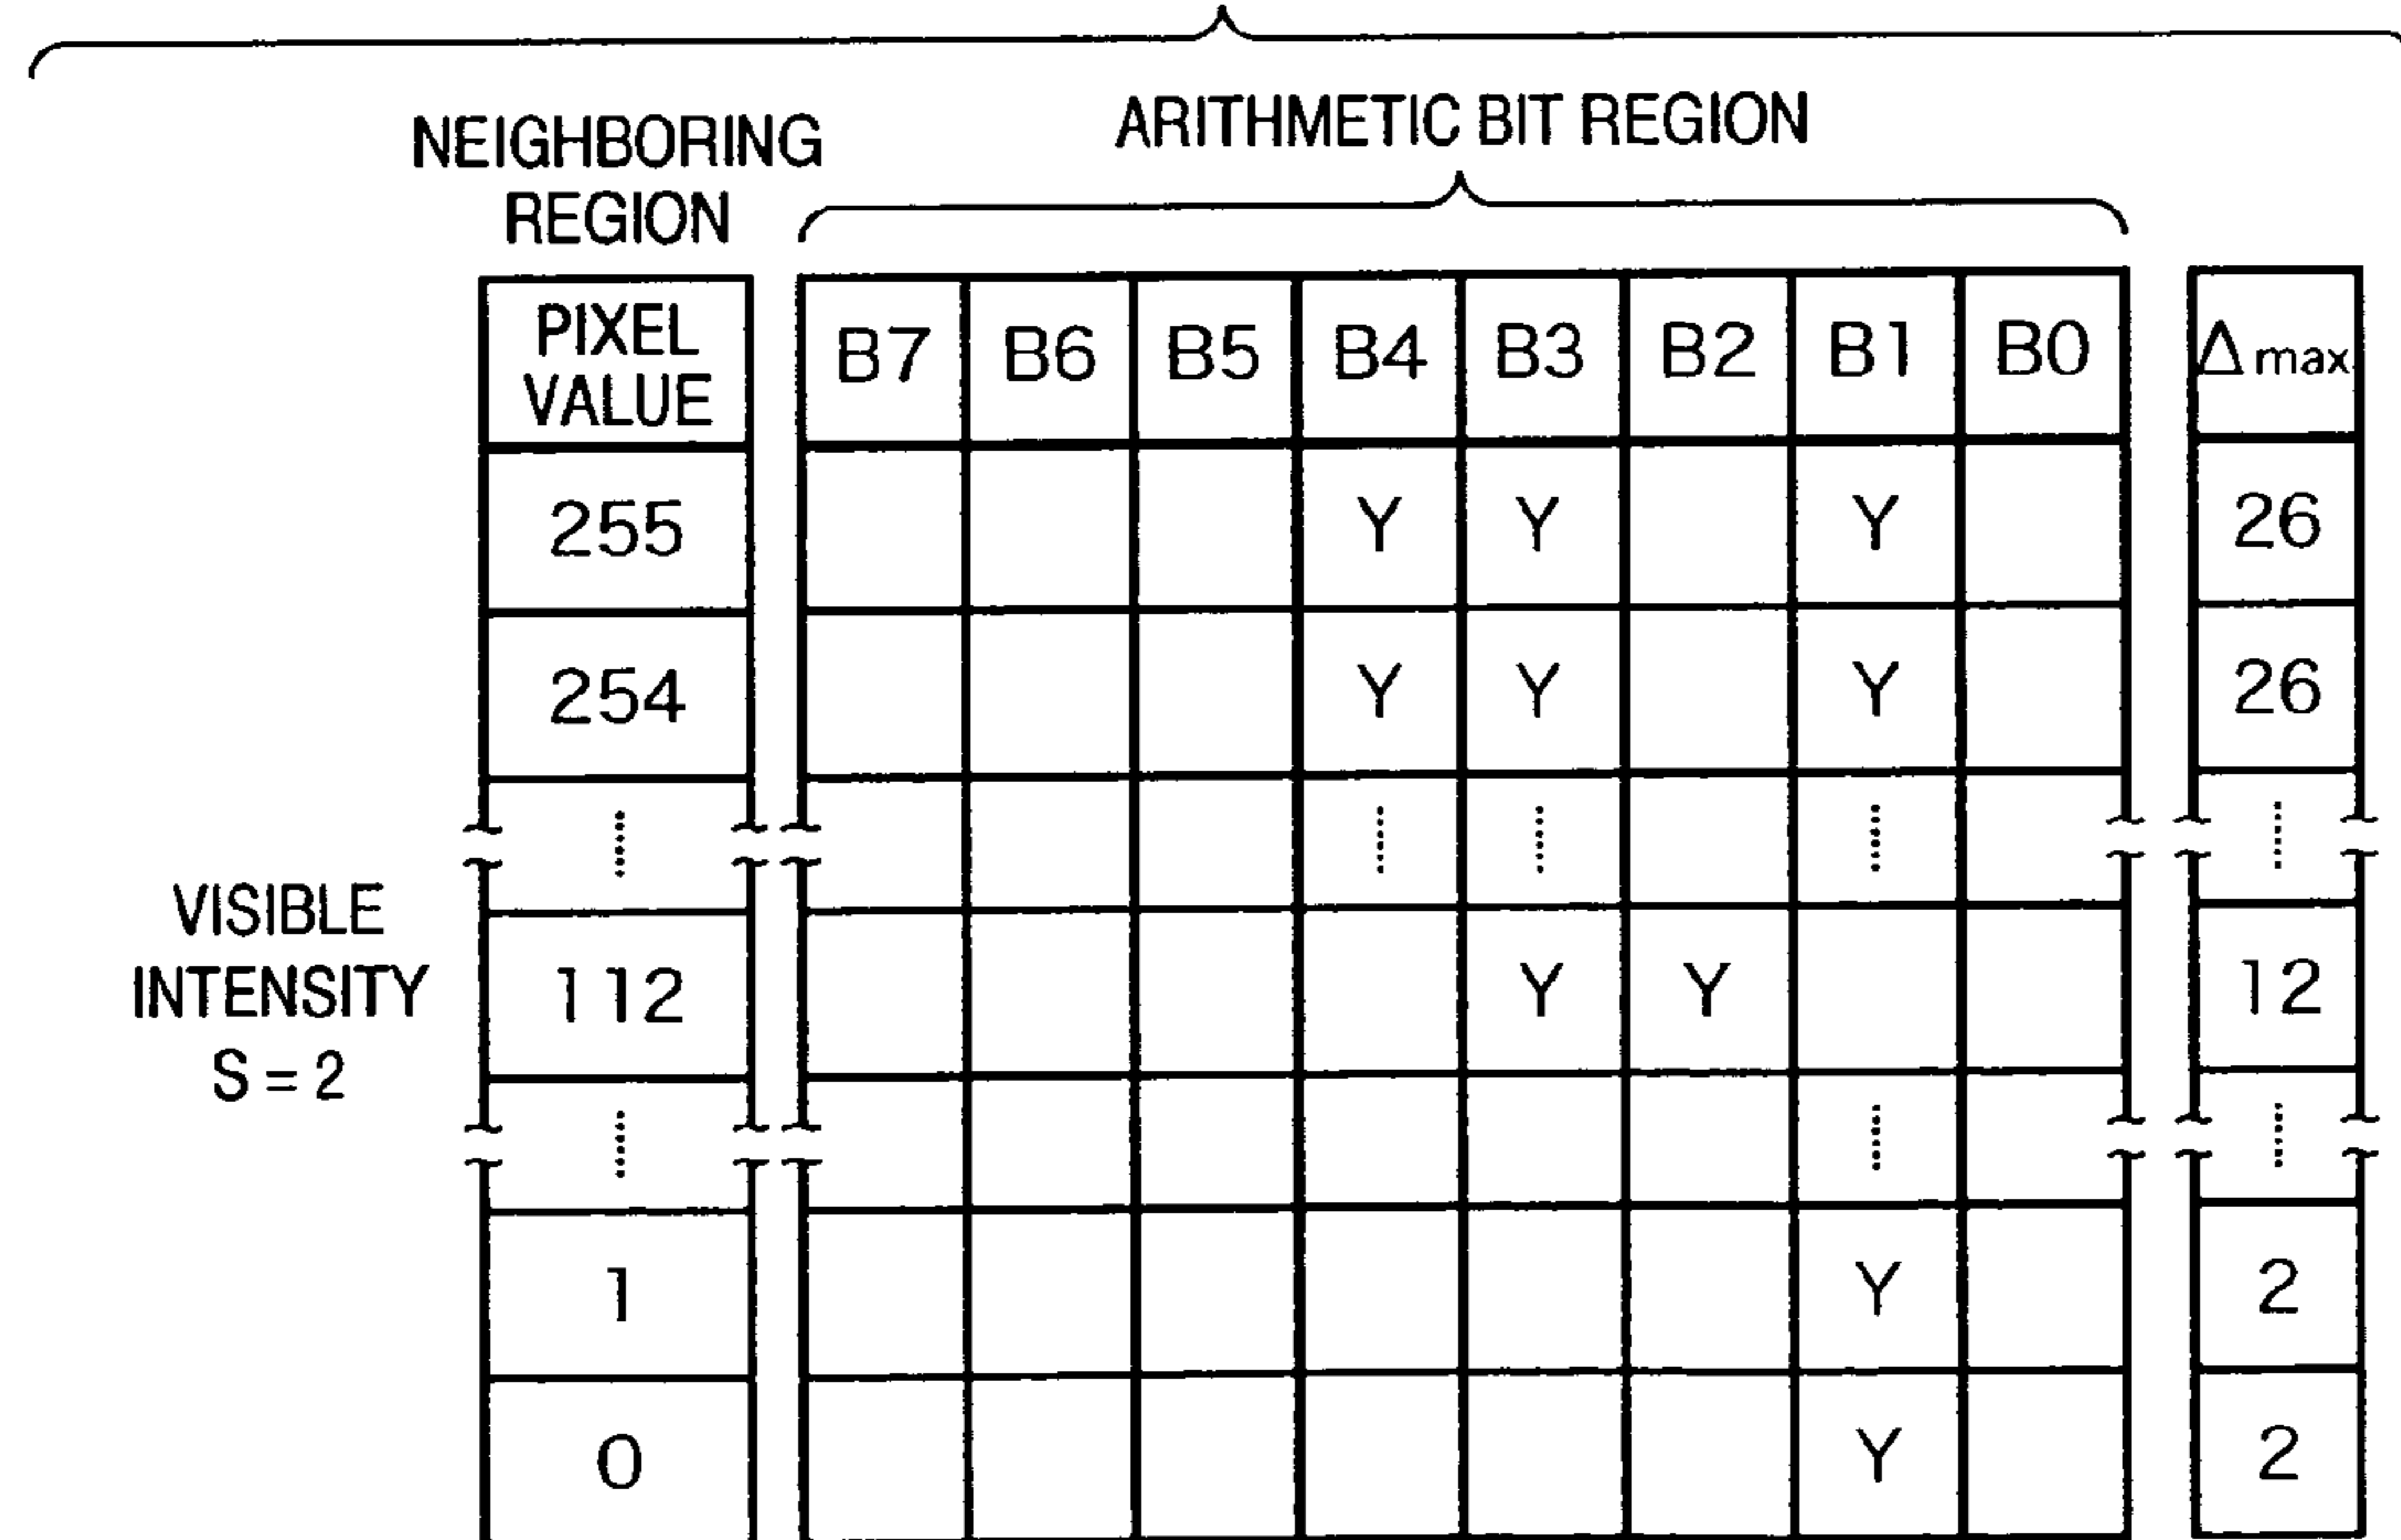 ARITHMETIC BIT REGION
NEIGHBORING
REGION
PIXEL
VALUE
B7 B6 B5 B4 B3 B2 B1 B0 Δmax
255 Y Y Y 26
254 Y Y Y 26
VISIBLE
INTENSITY
S = 2
112 Y Y 12
1 Y 2
0 Y 2